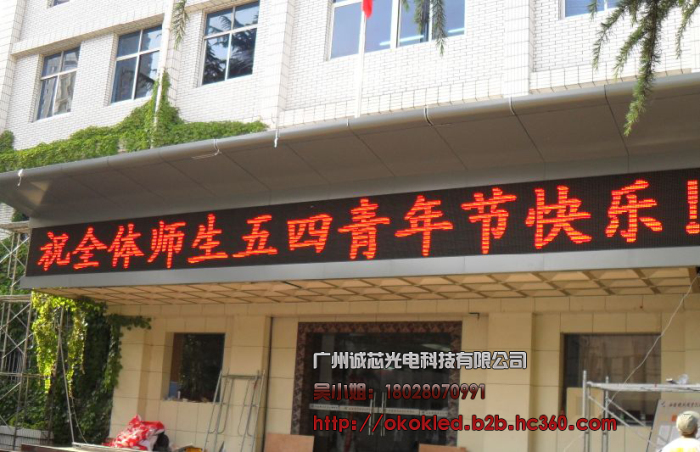 祝全体师生五四青年节快乐!
广州诚芯光电科技有限公司
吴小姐：18028070991
http://okokled.b2b.hc360.com